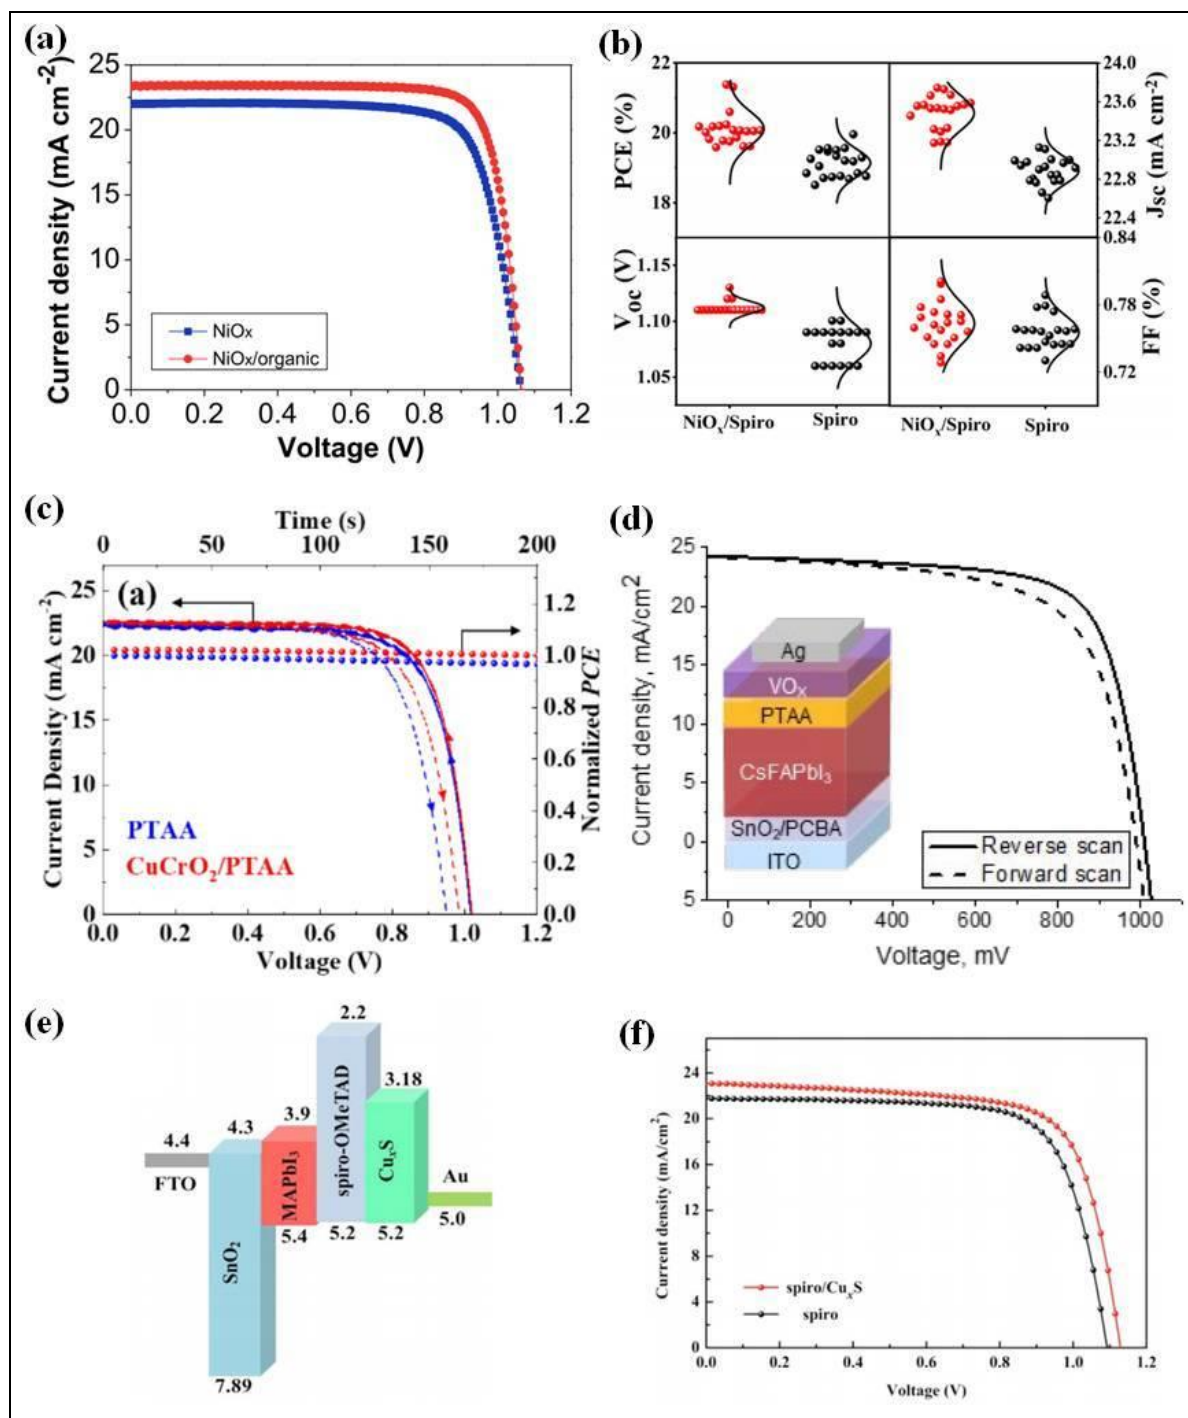 (a)
Current density (mA cm⁻²)
25
20
15
10
5
0
NiOx
NiOx/organic
0.0 0.2 0.4 0.6 0.8 1.0 1.2
Voltage (V)
(b)
PCE (%)
22
20
18
24.0
23.6
23.2
22.8
22.4
Jsc (mA cm⁻²)
Voc (V)
1.15
1.10
1.05
0.84
0.78
0.72
FF (%)
NiOₓ/Spiro Spiro NiOₓ/Spiro Spiro
(c)
Time (s)
0 50 100 150 200
(a)
Current Density (mA cm⁻²)
25
20
15
10
5
0
1.2
1.0
0.8
0.6
0.4
0.2
0.0
Normalized PCE
PTAA
CuCrO₂/PTAA
0.0 0.2 0.4 0.6 0.8 1.0 1.2
Voltage (V)
(d)
Current density, mA/cm2
25
20
15
10
5
0
5
Ag
VOₓ
PTAA
CsFAPbI₃
SnO₂/PCBA
ITO
Reverse scan
Forward scan
0 200 400 600 800 1000
Voltage, mV
(e)
2.2
3.18
3.9
4.3
4.4
FTO
SnO₂
MAPbI₃
spiro-OMeTAD
CuₓS
Au
5.0
5.4
5.2
5.2
7.89
(f)
Current density (mA/cm²)
24
20
16
12
8
4
0
spiro/CuₓS
spiro
0.0 0.2 0.4 0.6 0.8 1.0 1.2
Voltage (V)